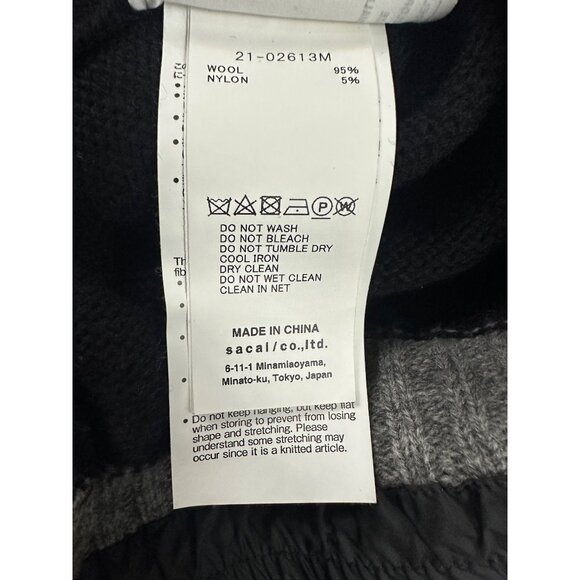 21-02613M
WOOL 95%
NYLON 5%
DO NOT WASH
DO NOT BLEACH
DO NOT TUMBLE DRY
COOL IRON
DRY CLEAN
DO NOT WET CLEAN
CLEAN IN NET
MADE IN CHINA
sacai/co.,ltd.
6-11-1 Minamiaoyama,
Minato-ku, Tokyo, Japan
• Do not keep hanging, but keep flat
when storing to prevent from losing
shape and stretching. Please
understand some stretching may
occur since it is a knitted article.